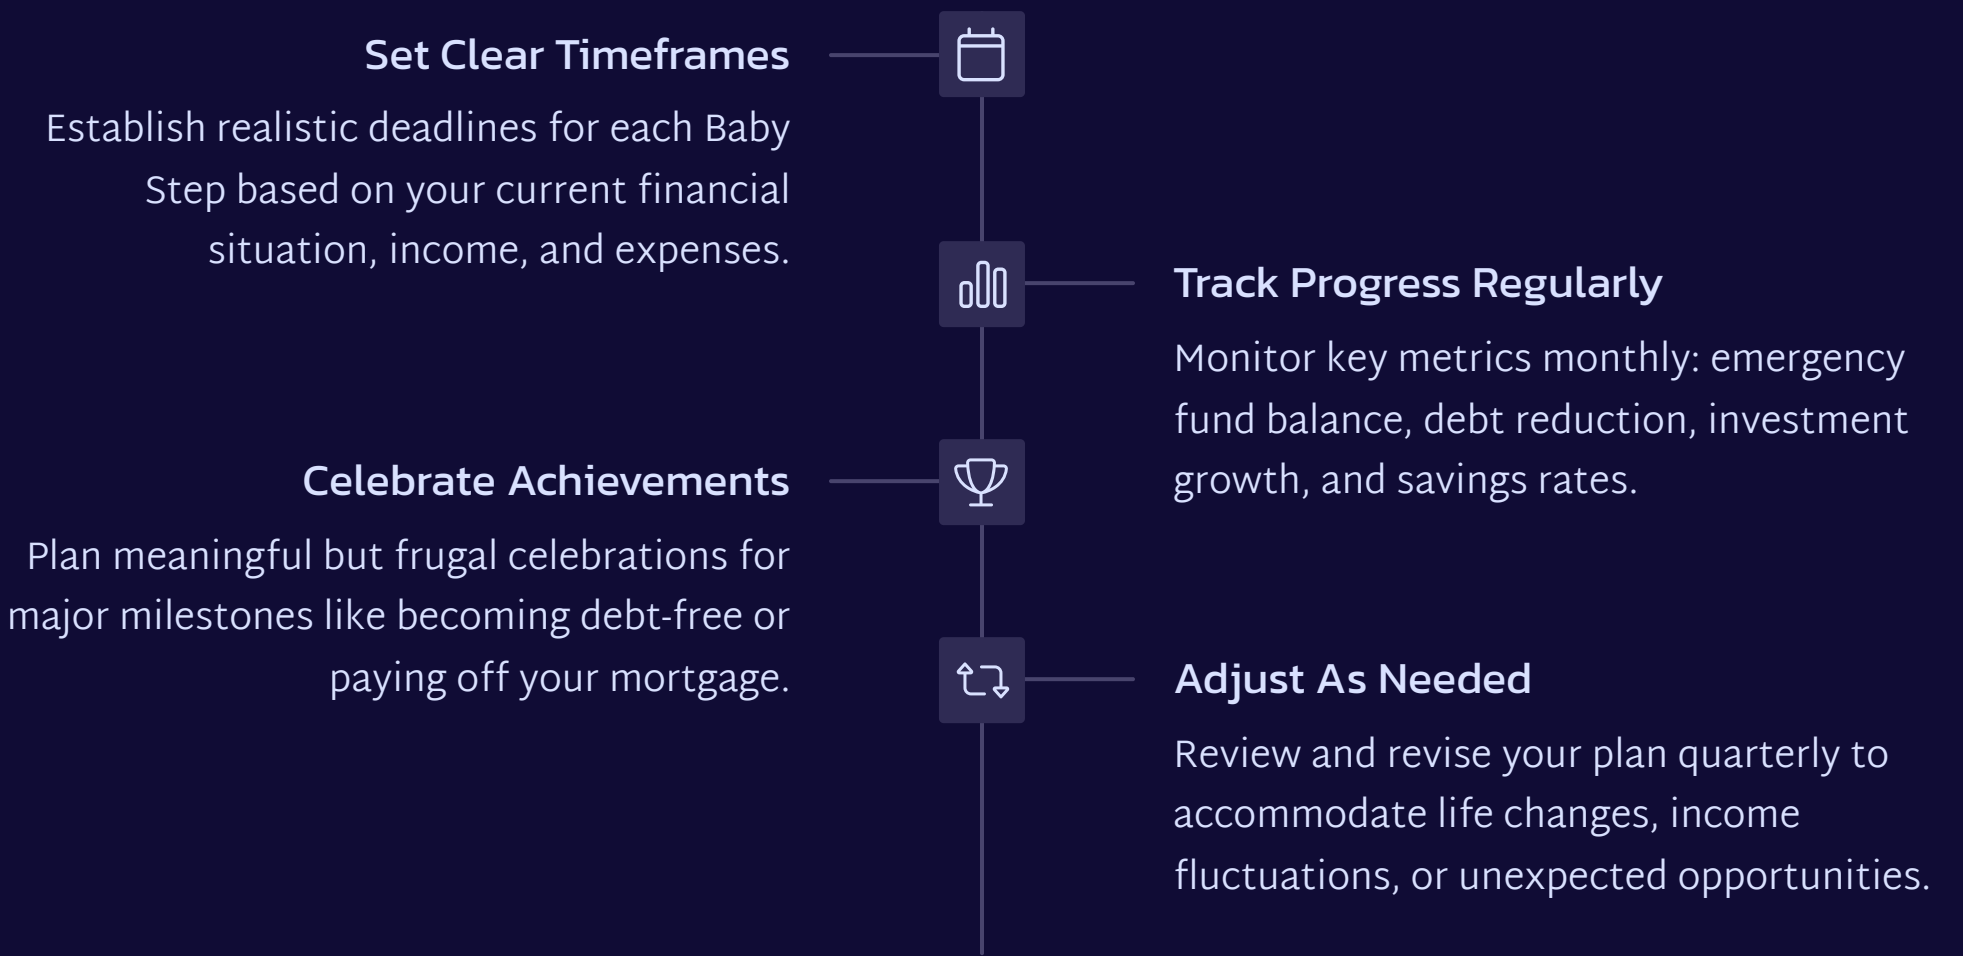 Set Clear Timeframes
Establish realistic deadlines for each Baby
Step based on your current financial
situation, income, and expenses.
Track Progress Regularly
Monitor key metrics monthly: emergency
fund balance, debt reduction, investment
growth, and savings rates.
Celebrate Achievements
Plan meaningful but frugal celebrations for
major milestones like becoming debt-free or
paying off your mortgage.
Adjust As Needed
Review and revise your plan quarterly to
accommodate life changes, income
fluctuations, or unexpected opportunities.